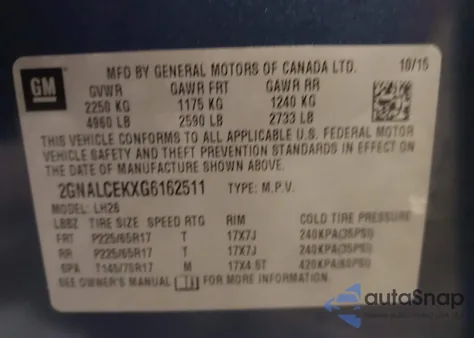 GM
MFD BY GENERAL MOTORS OF CANADA LTD. 10/15
GVWR GAWR FRT GAWR RR
2250 KG 1175 KG 1240 KG
4960 LB 2590 LB 2733 LB
THIS VEHICLE CONFORMS TO ALL APPLICABLE U.S. FEDERAL MOTOR
VEHICLE SAFETY AND THEFT PREVENTION STANDARDS IN EFFECT ON
THE DATE OF MANUFACTURE SHOWN ABOVE.
2GNALCEKXG6162511 TYPE: M.P.V.
MODEL: LH26
TIRE SIZE SPEED RTG RIM COLD TIRE PRESSURE
FRT P225/65R17 T 17X7J 240KPA(35PSI)
RR P225/65R17 T 17X7J 240KPA(35PSI)
SPA T145/70R17 M 17X4.5T 420KPA(60PSI)
SEE OWNER'S MANUAL FOR MORE INFORMATION.
autoSnap